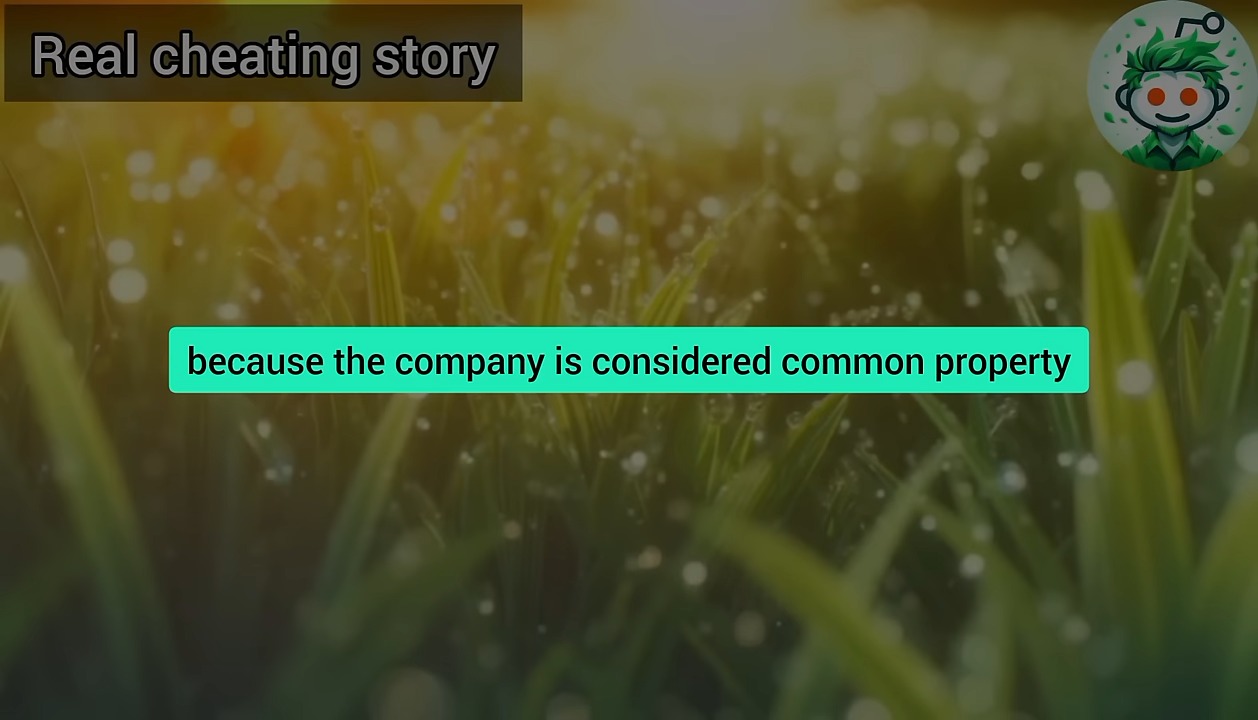 Real cheating story
because the company is considered common property